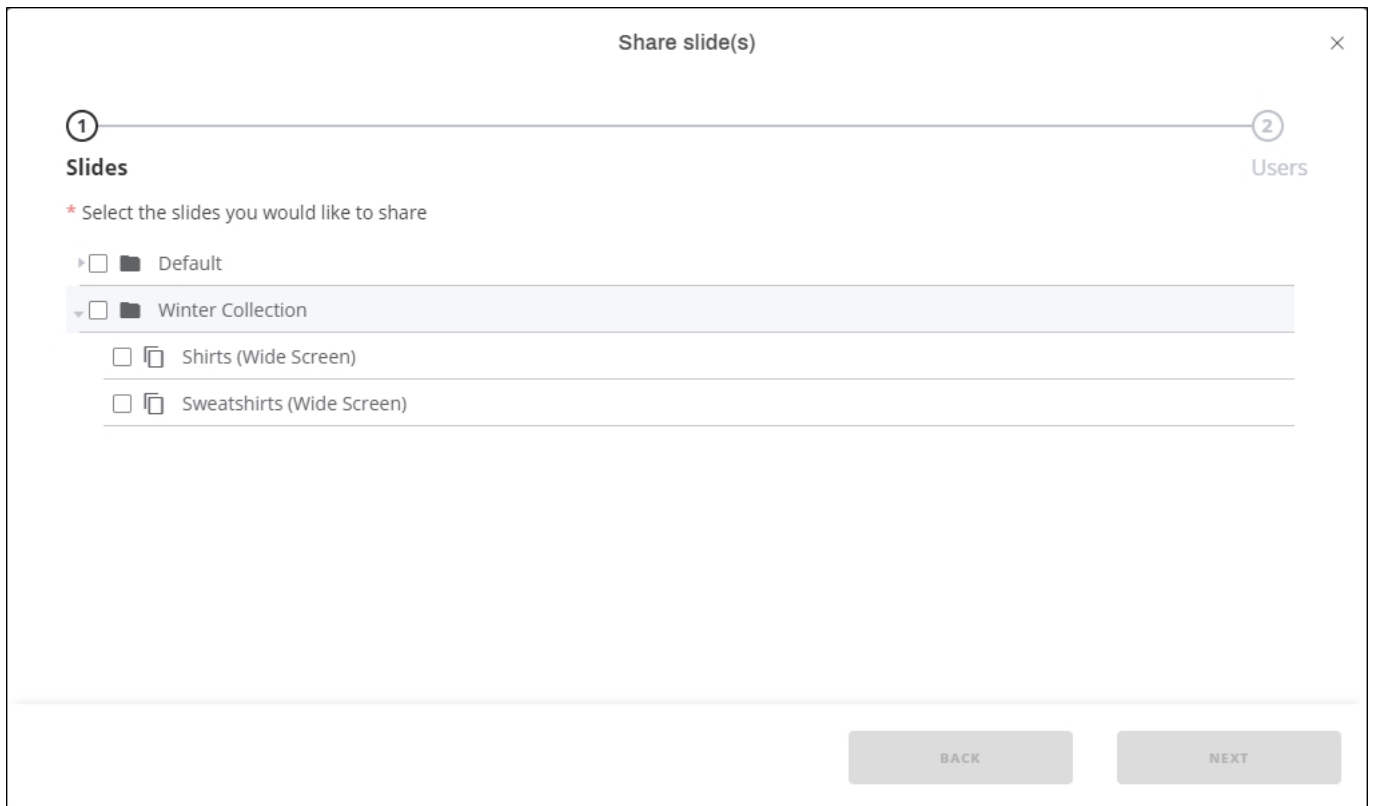 Share slide(s)
1
2
Slides
Users
* Select the slides you would like to share
Default
Winter Collection
Shirts (Wide Screen)
Sweatshirts (Wide Screen)
BACK
NEXT